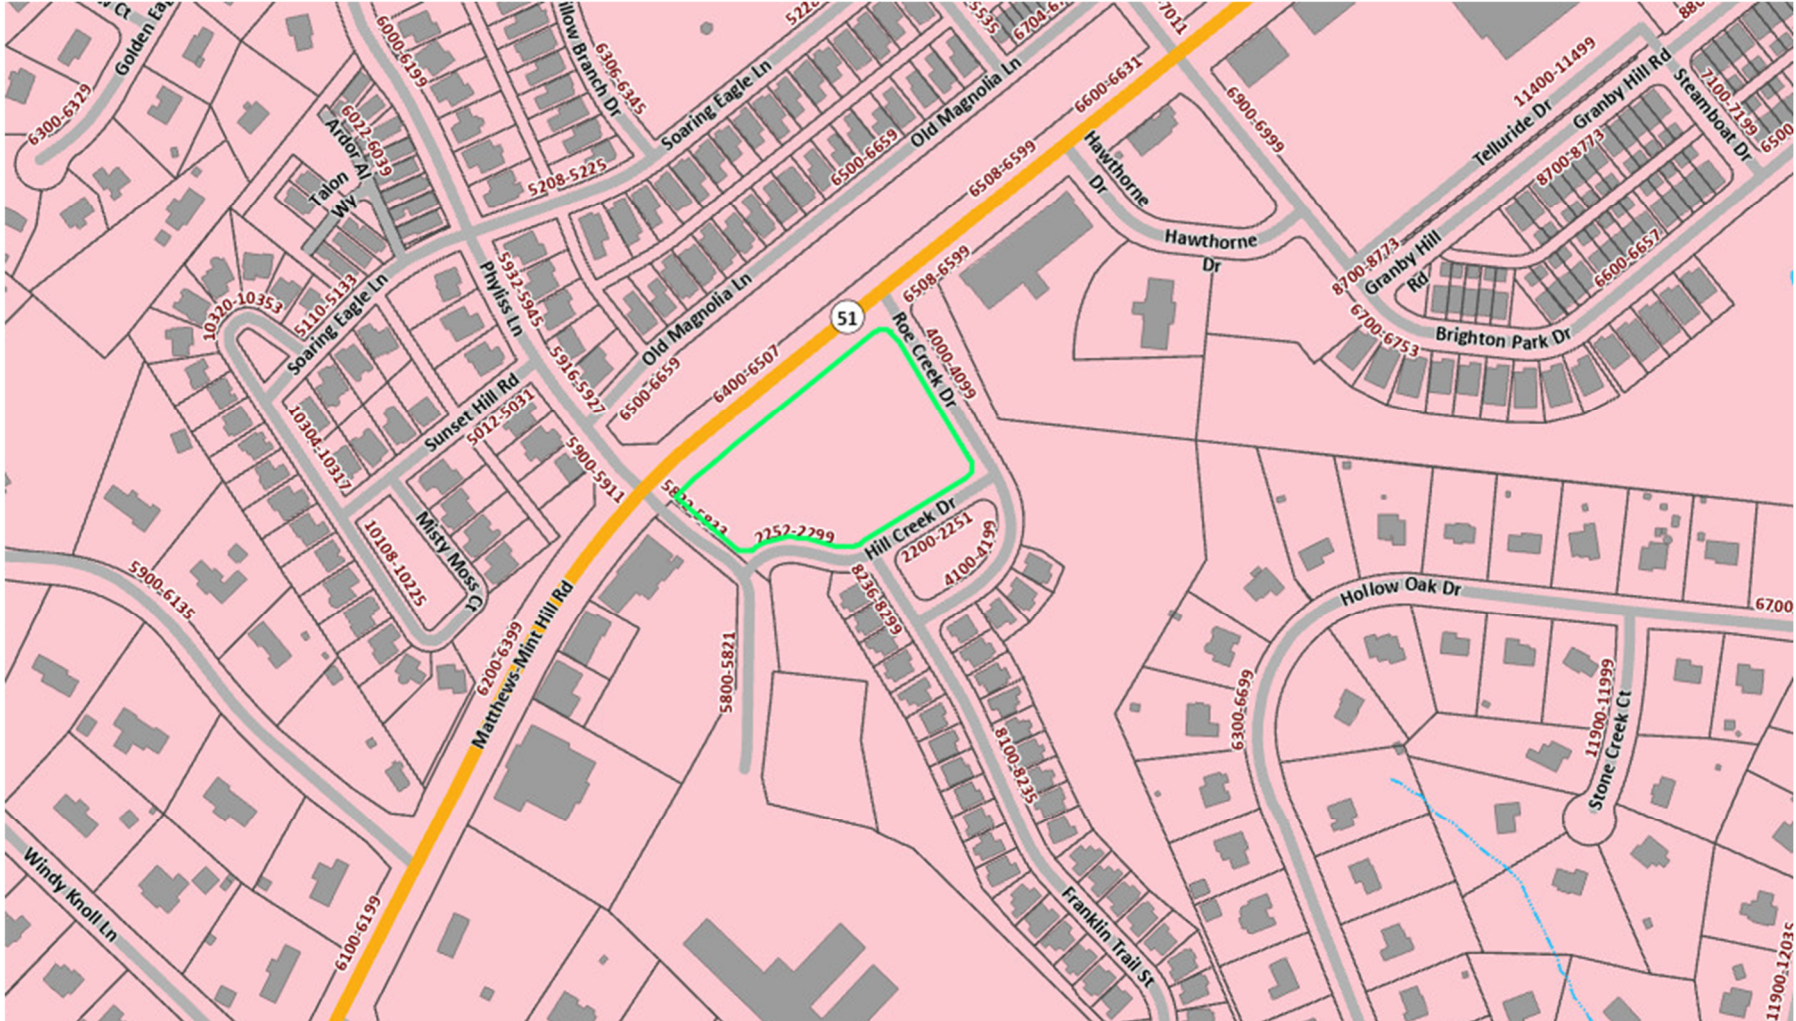 Ct
Golden Ea
6300-6329
6000-6199
6022-6039
Ardor Al
Talon
Wy
illow Branch Dr
6306-6345
522
5535
6704-6
7011
880
Soaring Eagle Ln
5208-5225
Old Magnolia Ln
6500-6659
6600-6631
6508-6599
6900-6999
Hawthorne
Dr
Hawthorne
Dr
11400-11499
Telluride Dr
Granby Hill Rd
8700-8773
Steamboat Dr
7100-7199
6500
8700-8773
Granby Hill
Rd
6600-6657
Brighton Park Dr
6700-6753
Phyliss Ln
5932-5945
10320-10353
5110-5133
Soaring Eagle Ln
Old Magnolia Ln
6508-6599
51
Roe Creek Dr
4000-4099
6400-6507
5916-5927
6500-6659
Sunset Hill Rd
5012-5031
10304-10317
5900-5911
2252-2299
Hill Creek Dr
2200-2251
4100-4199
Misty Moss Ct
10108-10225
5900-6135
6200-6399
Matthews-Mint Hill Rd
5800-5821
8236-8299
8100-8235
Franklin Trail St
Hollow Oak Dr
6700
6300-6699
11900-11999
Stone Creek Ct
Windy Knoll Ln
6100-6199
11900-12035